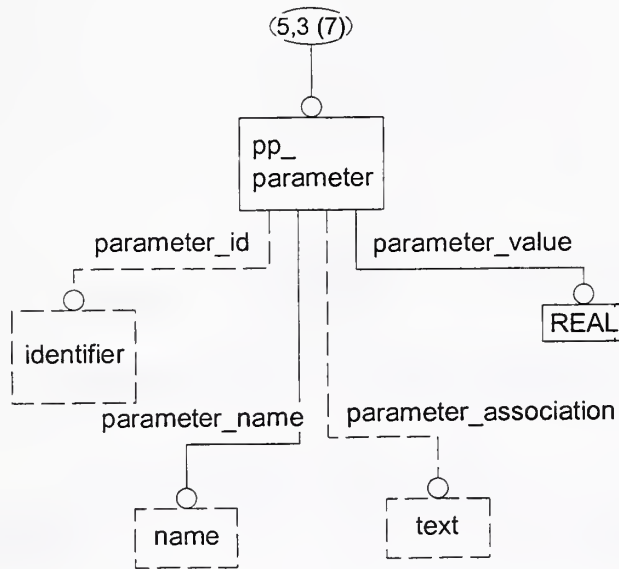 5,3 (7)
pp_
parameter
parameter_id
parameter_value
identifier
REAL
parameter_name
parameter_association
name
text